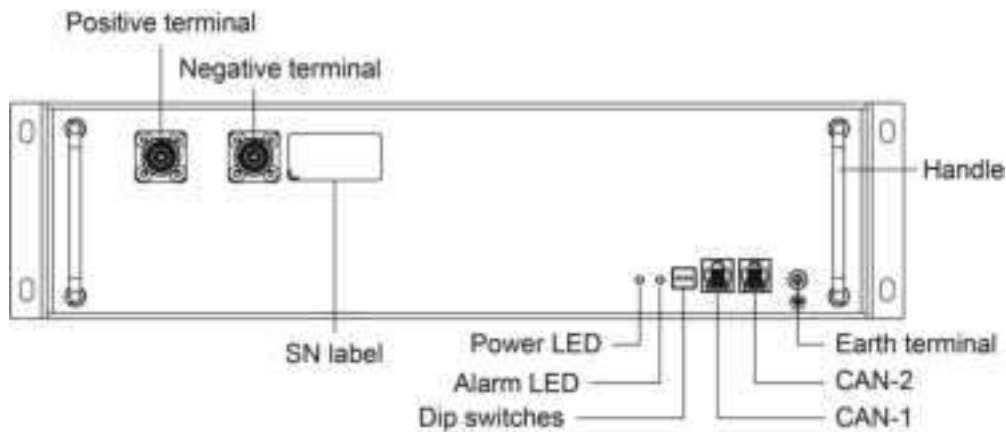 Positive terminal
Negative terminal
Handle
SN label
Power LED
Earth terminal
Alarm LED
CAN-2
Dip switches
CAN-1